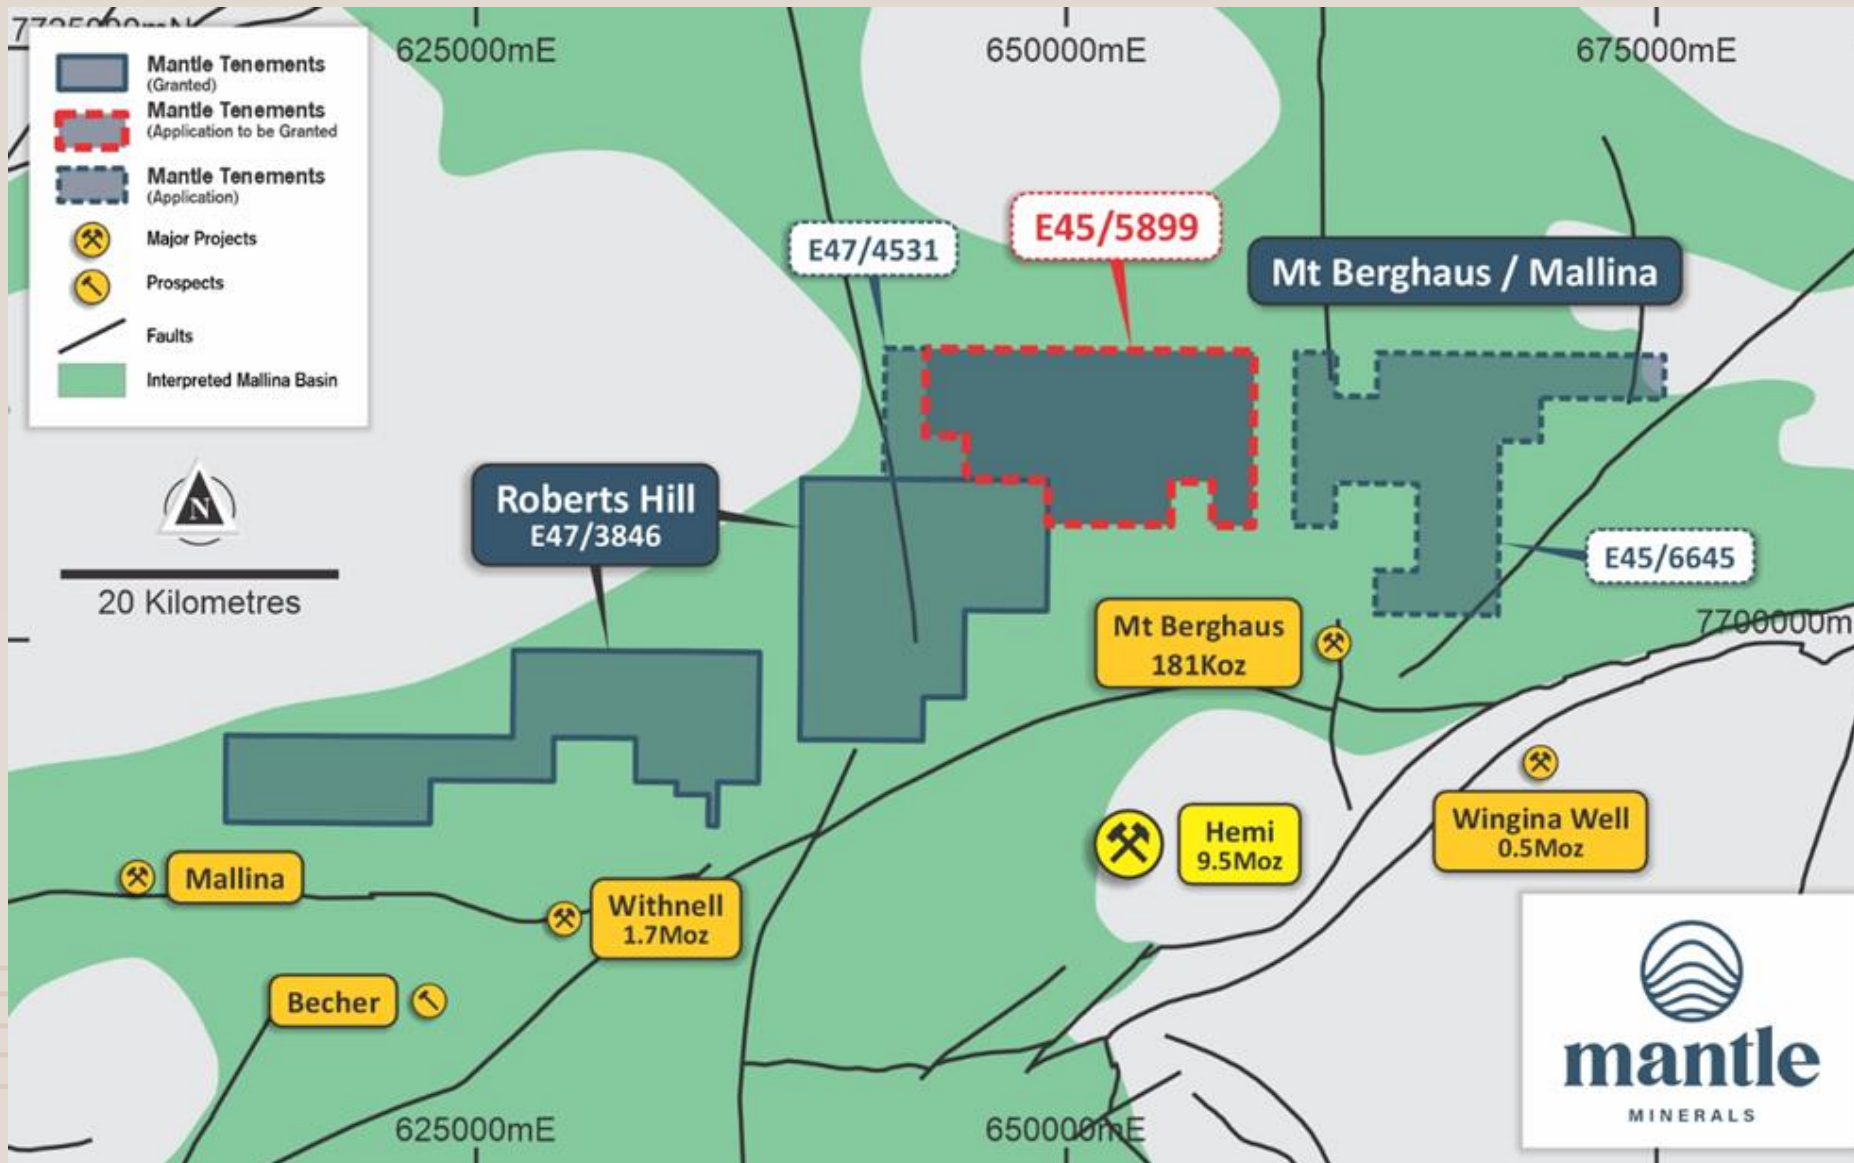 7725000mN
625000mE
650000mE
675000mE
Mantle Tenements
(Granted)
Mantle Tenements
(Application to be Granted
Mantle Tenements
(Application)
Major Projects
Prospects
Faults
Interpreted Mallina Basin
N
20 Kilometres
E47/4531
E45/5899
Mt Berghaus / Mallina
Roberts Hill
E47/3846
E45/6645
7700000m
Mt Berghaus
181Koz
Hemi
9.5Moz
Wingina Well
0.5Moz
Mallina
Withnell
1.7Moz
Becher
625000mE
650000mE
mantle
MINERALS